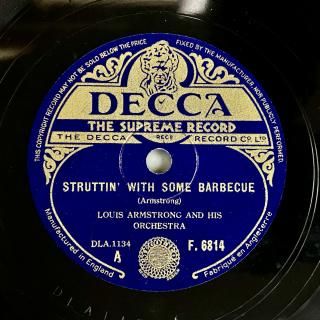 THIS COPYRIGHT RECORD MAY NOT BE SOLD BELOW THE PRICE
FIXED BY THE MANUFACTURER, NOR PUBLICLY PERFORMED
DECCA
THE SUPREME RECORD
THE DECCA RECORD CO. LTD
STRUTTIN' WITH SOME BARBECUE
(Armstrong)
LOUIS ARMSTRONG AND HIS
ORCHESTRA
DLA.1134
A
F. 6814
Manufactured in England
Fabriqué en Angleterre